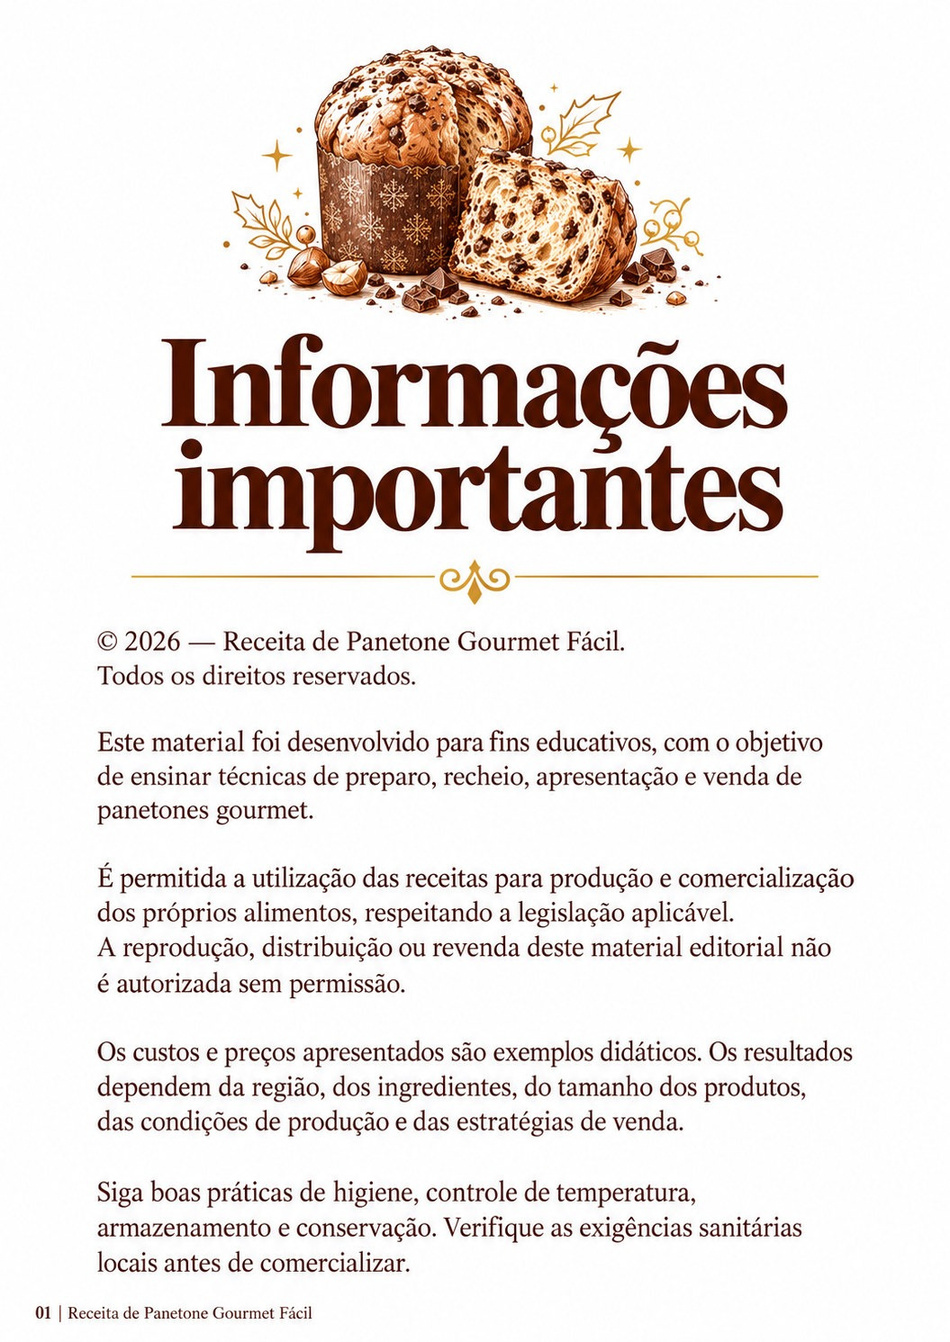 Informações
importantes
© 2026 — Receita de Panetone Gourmet Fácil.
Todos os direitos reservados.
Este material foi desenvolvido para fins educativos, com o objetivo
de ensinar técnicas de preparo, recheio, apresentação e venda de
panetones gourmet.
É permitida a utilização das receitas para produção e comercialização
dos próprios alimentos, respeitando a legislação aplicável.
A reprodução, distribuição ou revenda deste material editorial não
é autorizada sem permissão.
Os custos e preços apresentados são exemplos didáticos. Os resultados
dependem da região, dos ingredientes, do tamanho dos produtos,
das condições de produção e das estratégias de venda.
Siga boas práticas de higiene, controle de temperatura,
armazenamento e conservação. Verifique as exigências sanitárias
locais antes de comercializar.
01 | Receita de Panetone Gourmet Fácil